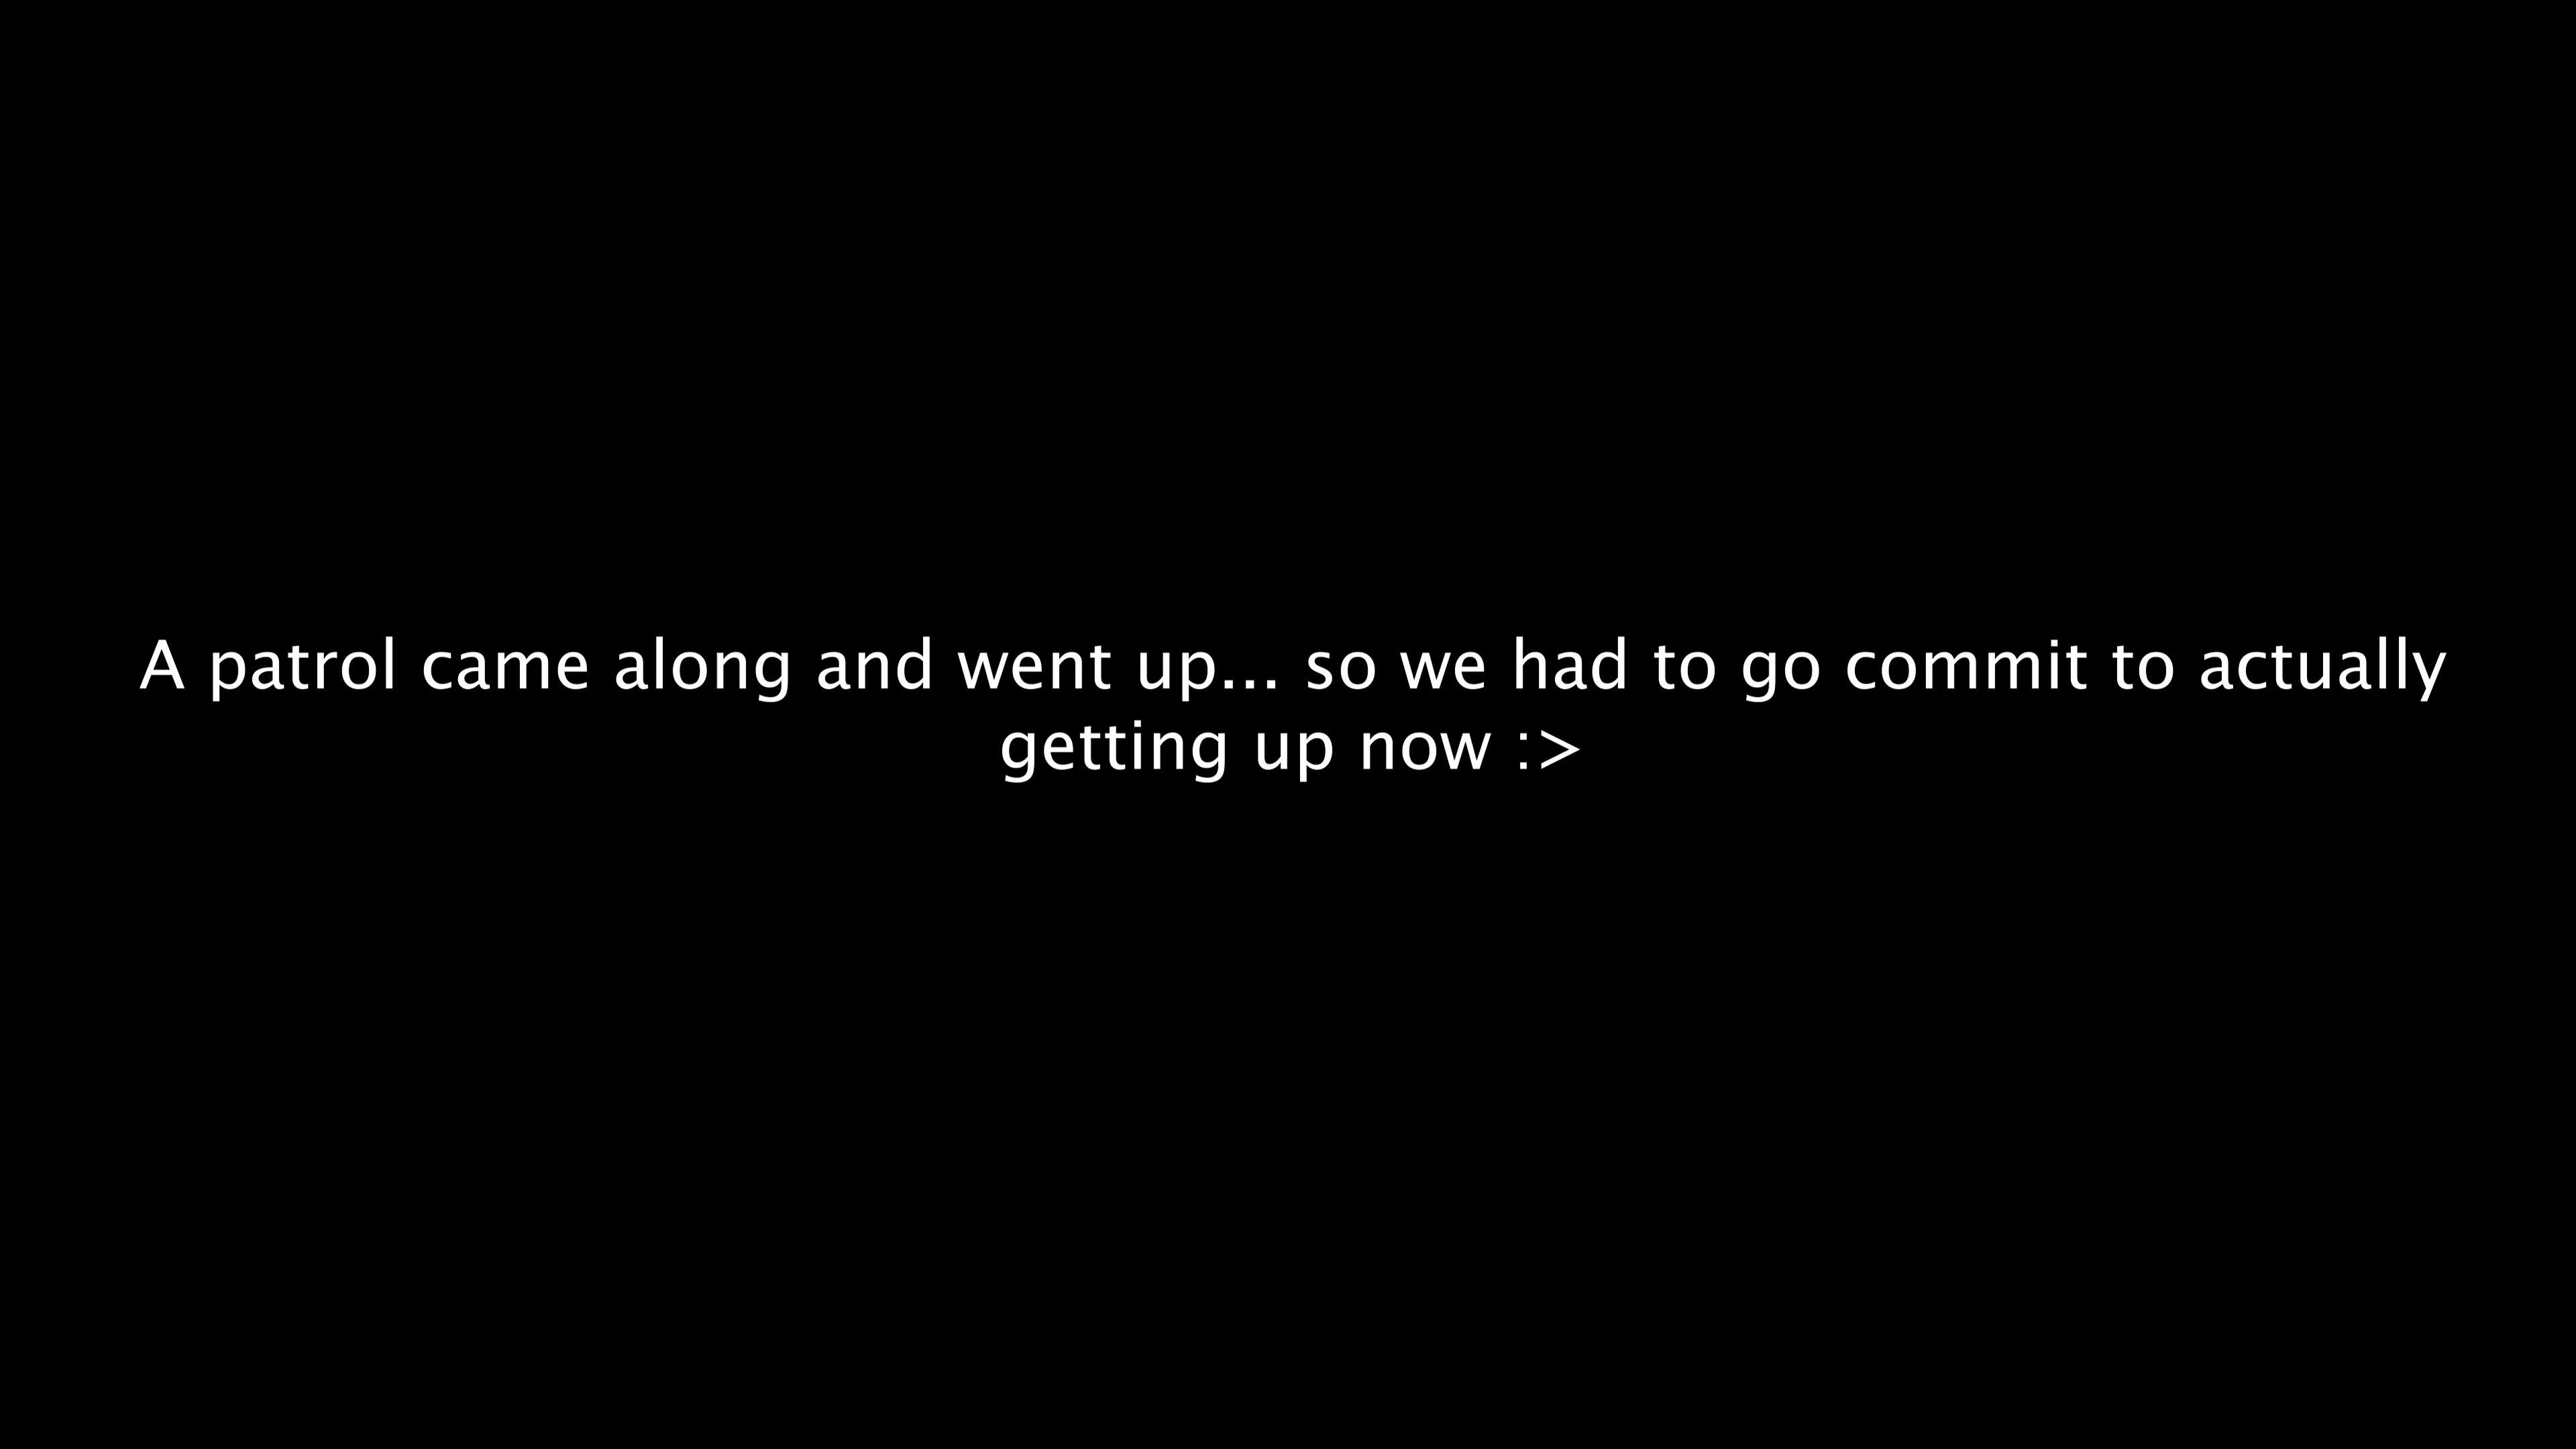 A patrol came along and went up... so we had to go commit to actually
getting up now :>